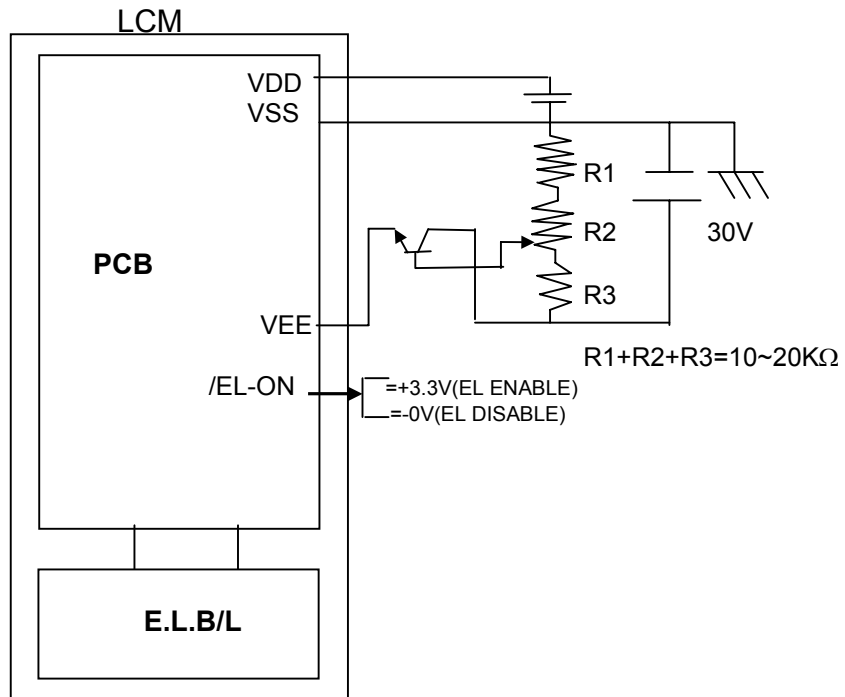 LCM
VDD
VSS
R1
R2
30V
PCB
R3
VEE
R1+R2+R3=10~20KΩ
/EL-ON
=+3.3V(EL ENABLE)
=-0V(EL DISABLE)
E.L.B/L